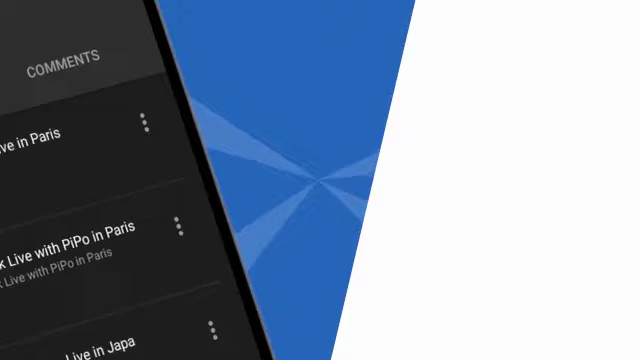 COMMENTS
ve in Paris
k Live with PiPo in Paris
k Live with PiPo in Paris
Live in Japa